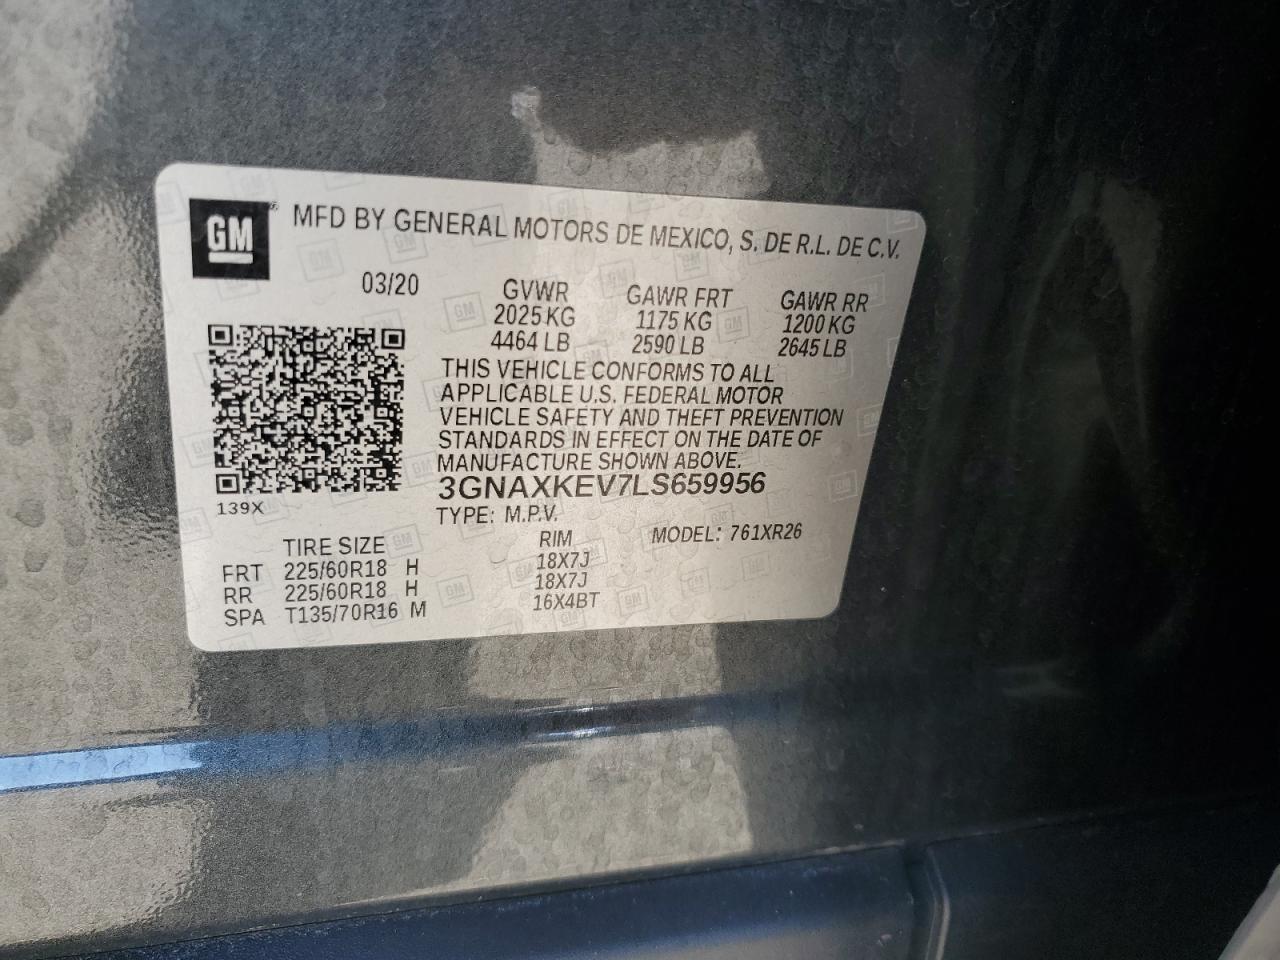 GM® MFD BY GENERAL MOTORS DE MEXICO, S. DE R.L. DE C.V.
03/20 GVWR GAWR FRT GAWR RR
2025 KG 1175 KG 1200 KG
4464 LB 2590 LB 2645 LB
THIS VEHICLE CONFORMS TO ALL
APPLICABLE U.S. FEDERAL MOTOR
VEHICLE SAFETY AND THEFT PREVENTION
STANDARDS IN EFFECT ON THE DATE OF
MANUFACTURE SHOWN ABOVE.
3GNAXKEV7LS659956
139X TYPE: M.P.V.
TIRE SIZE RIM MODEL: 761XR26
FRT 225/60R18 H 18X7J
RR 225/60R18 H 18X7J
SPA T135/70R16 M 16X4BT